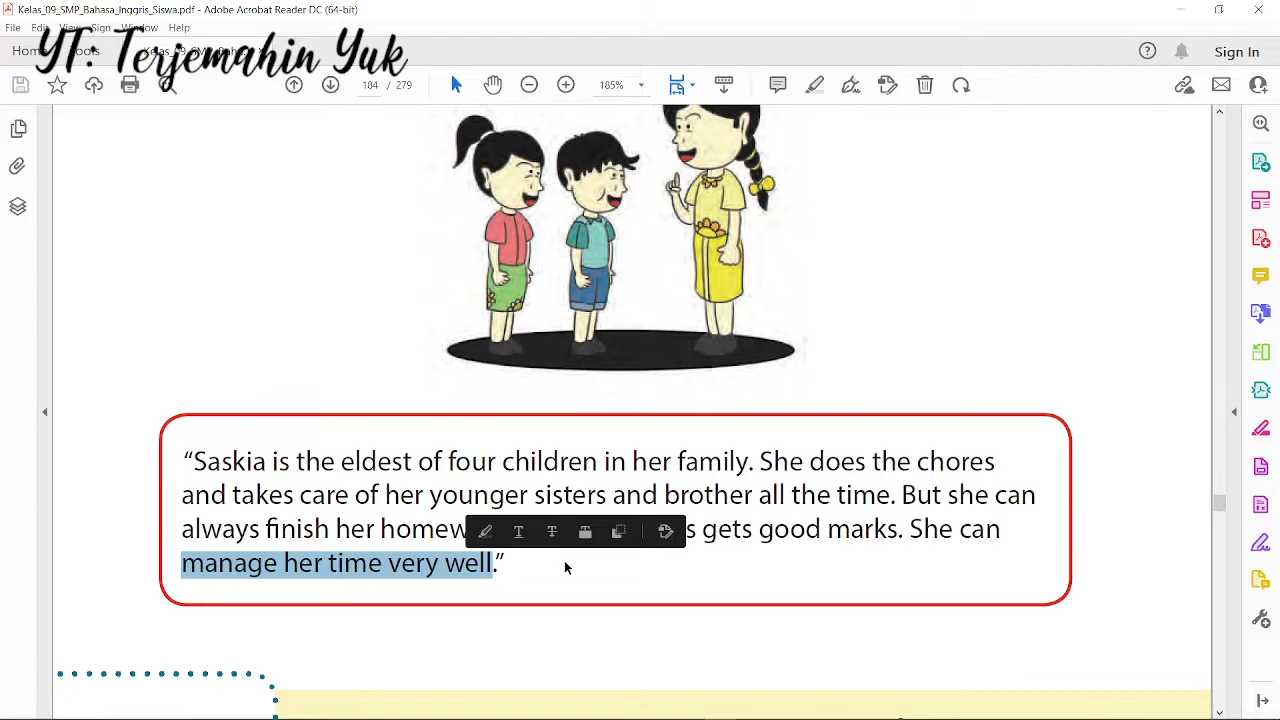 Kelas_09_SMP_Bahasa_Inggris_Siswa.pdf - Adobe Acrobat Reader DC (64-bit)
File Edit View Sign Window Help
YT: Terjemahin Yuk
Home Tools Sign In
184 / 279 185%
“Saskia is the eldest of four children in her family. She does the chores
and takes care of her younger sisters and brother all the time. But she can
always finish her gets good marks. She can
manage her time very well.”